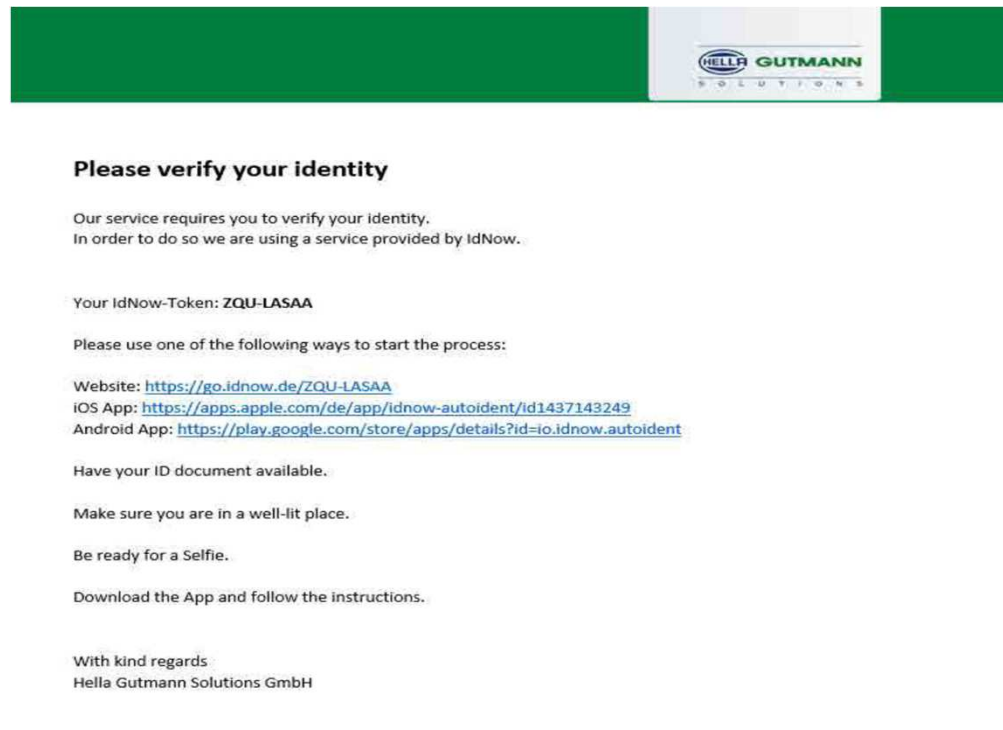 HELLA GUTMANN
SOLUTIONS
Please verify your identity
Our service requires you to verify your identity.
In order to do so we are using a service provided by IdNow.
Your IdNow-Token: ZQU-LASAA
Please use one of the following ways to start the process:
Website: https://go.idnow.de/ZQU-LASAA
iOS App: https://apps.apple.com/de/app/idnow-autoident/id1437143249
Android App: https://play.google.com/store/apps/details?id=io.idnow.autoident
Have your ID document available.
Make sure you are in a well-lit place.
Be ready for a Selfie.
Download the App and follow the instructions.
With kind regards
Hella Gutmann Solutions GmbH